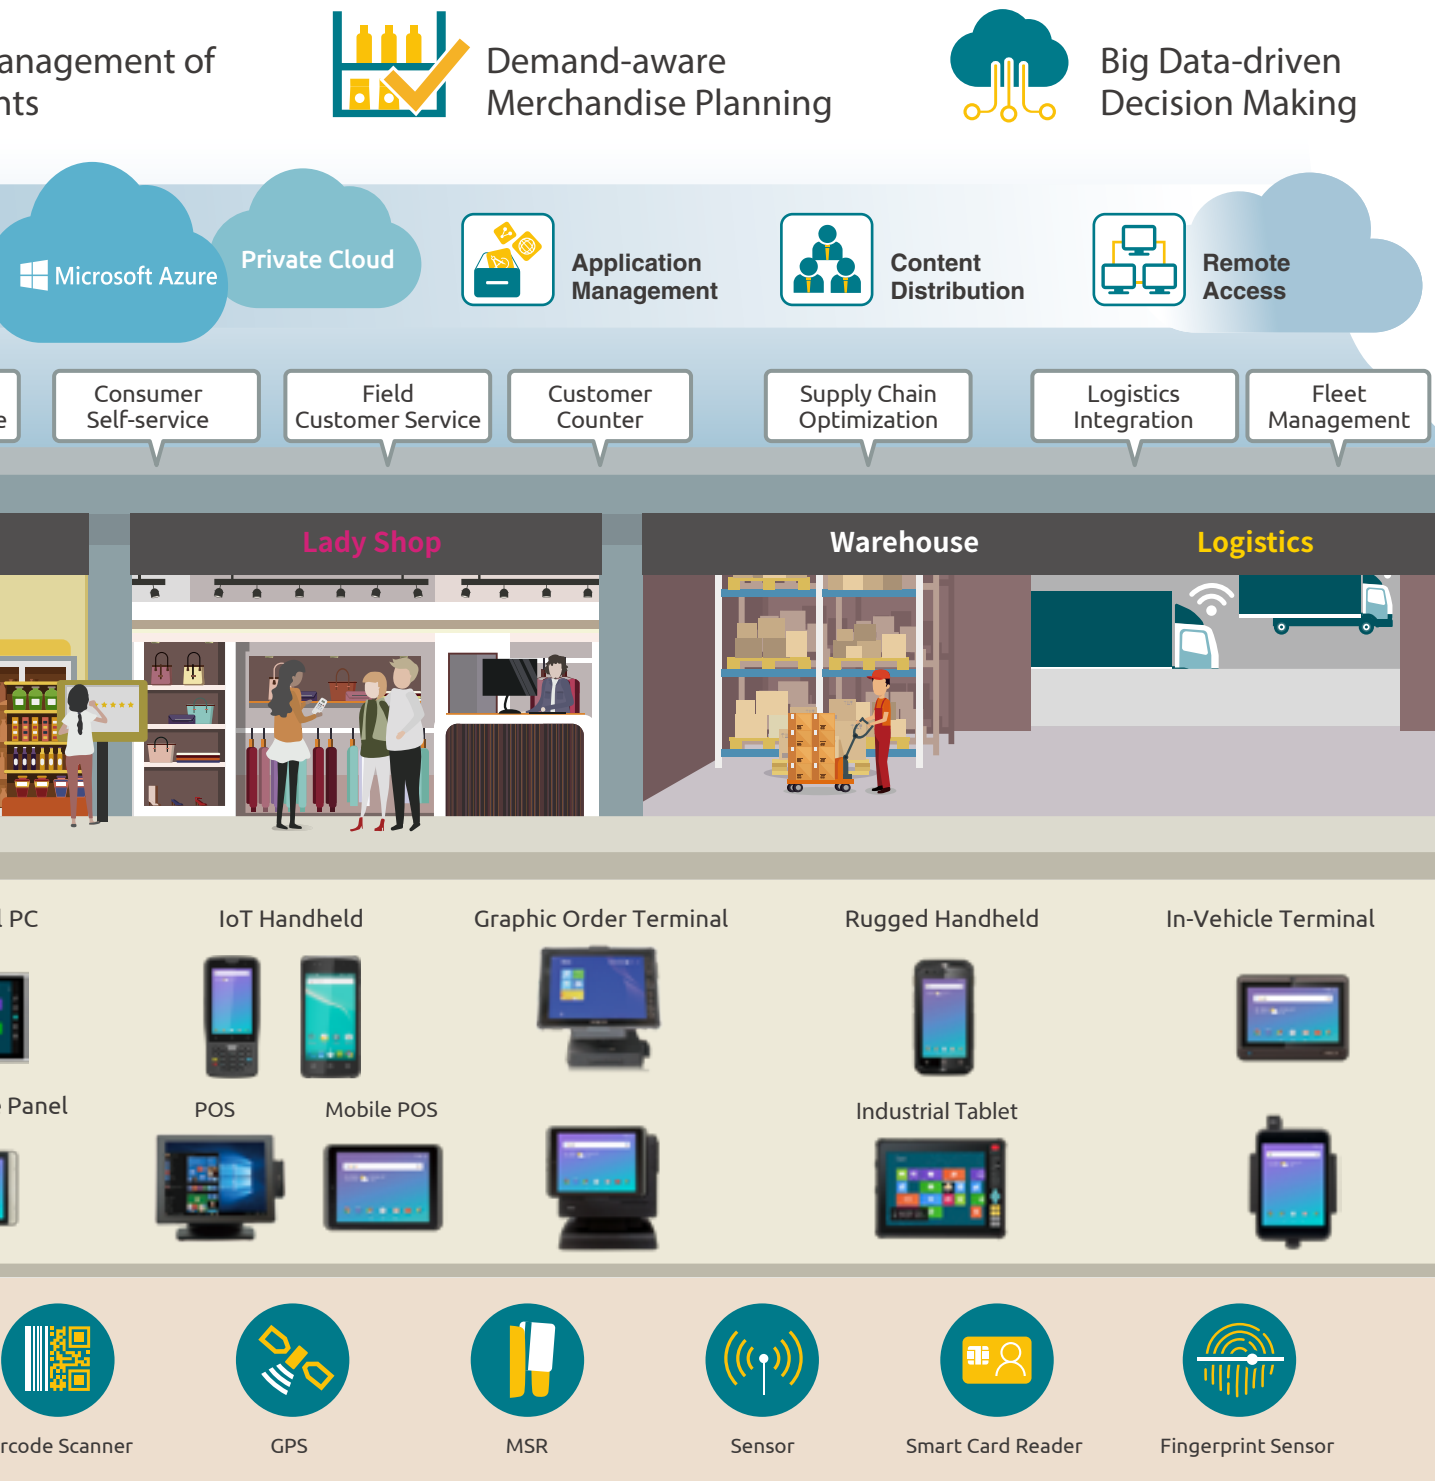 anagement of
nts
Demand-aware
Merchandise Planning
Big Data-driven
Decision Making
Microsoft Azure
Private Cloud
Application
Management
Content
Distribution
Remote
Access
e
Consumer
Self-service
Field
Customer Service
Customer
Counter
Supply Chain
Optimization
Logistics
Integration
Fleet
Management
Lady Shop
Warehouse
Logistics
l PC
IoT Handheld
Graphic Order Terminal
Rugged Handheld
In-Vehicle Terminal
e Panel
POS
Mobile POS
Industrial Tablet
rcode Scanner
GPS
MSR
Sensor
Smart Card Reader
Fingerprint Sensor